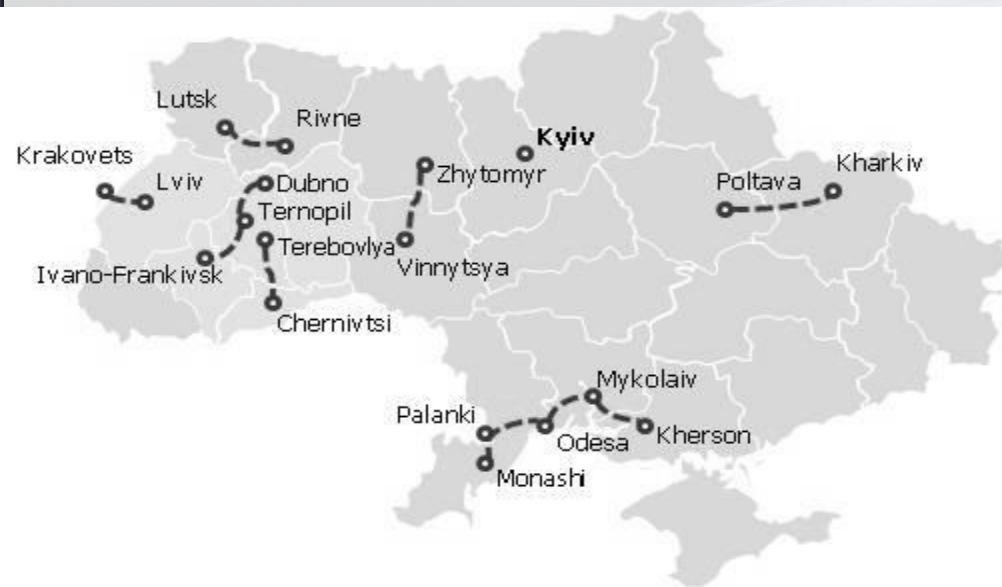 Lutsk
Rivne
Kyiv
Krakovets
Lviv
Dubno
Zhytomyr
Poltava
Kharkiv
Ternopil
Terebovlya
Ivano-Frankivsk
Vinnytsya
Chernivtsi
Mykolaiv
Palanki
Odesa
Kherson
Monashi